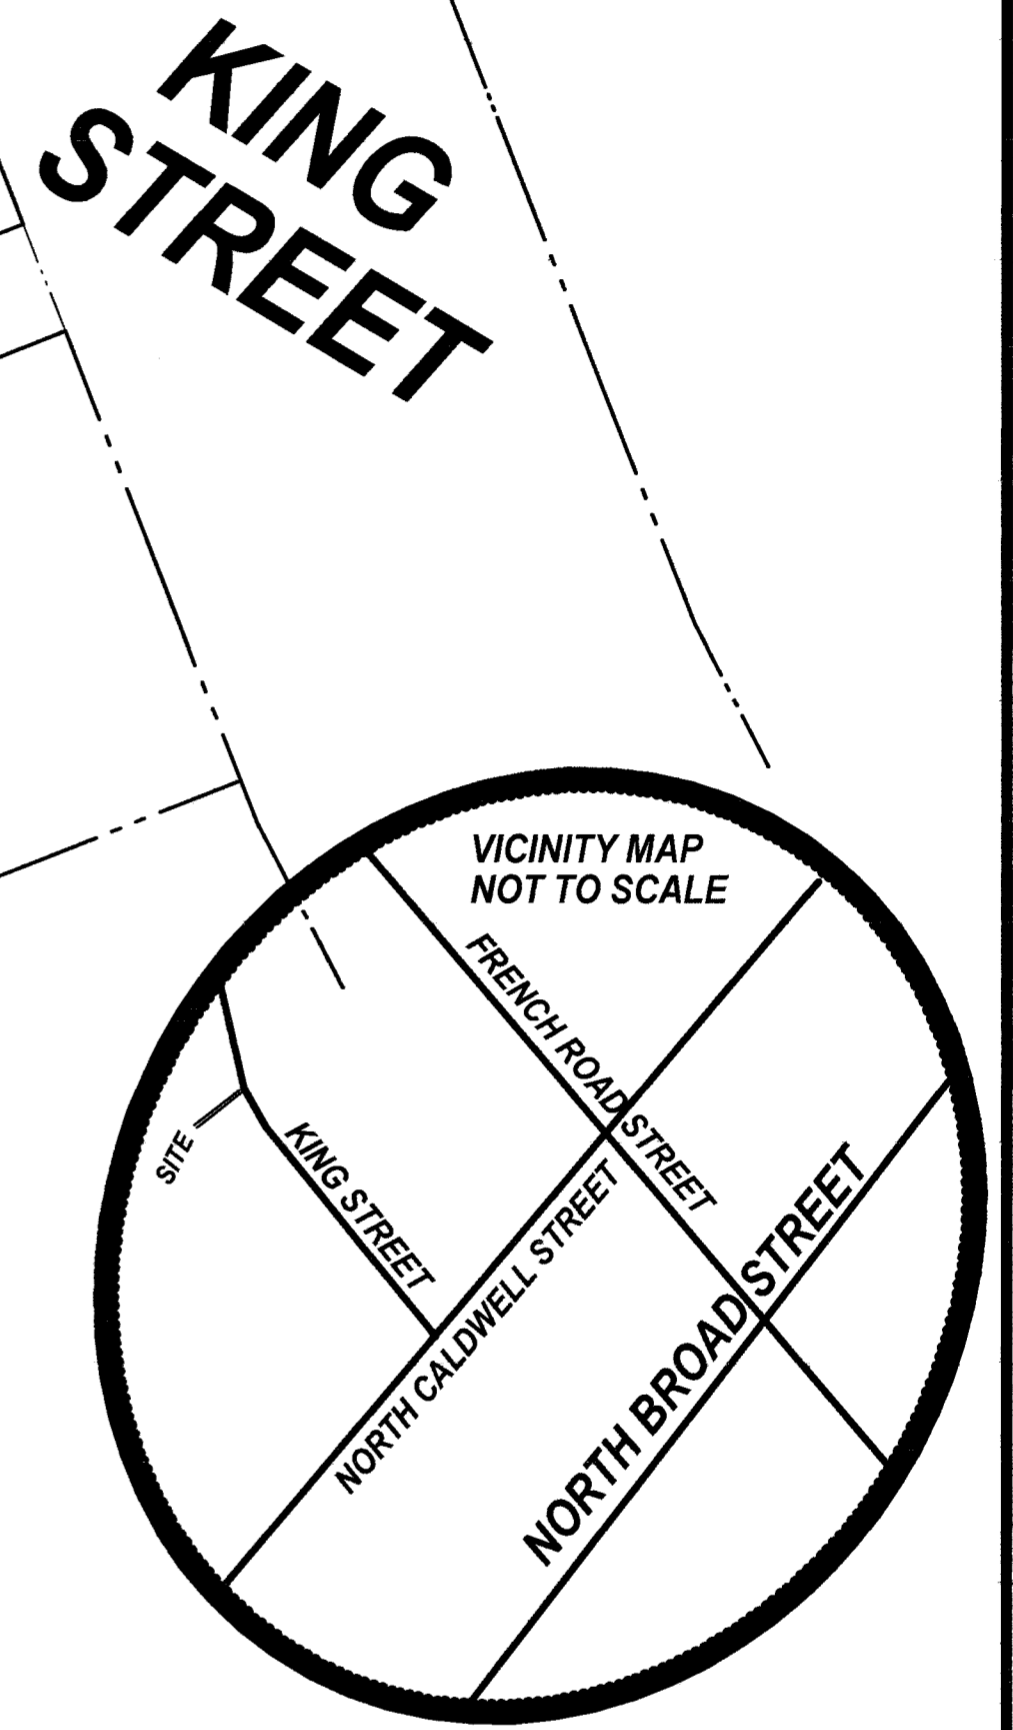 KING
STREET
VICINITY MAP
NOT TO SCALE
FRENCH ROAD STREET
SITE
KING STREET
NORTH CALDWELL STREET
NORTH BROAD STREET